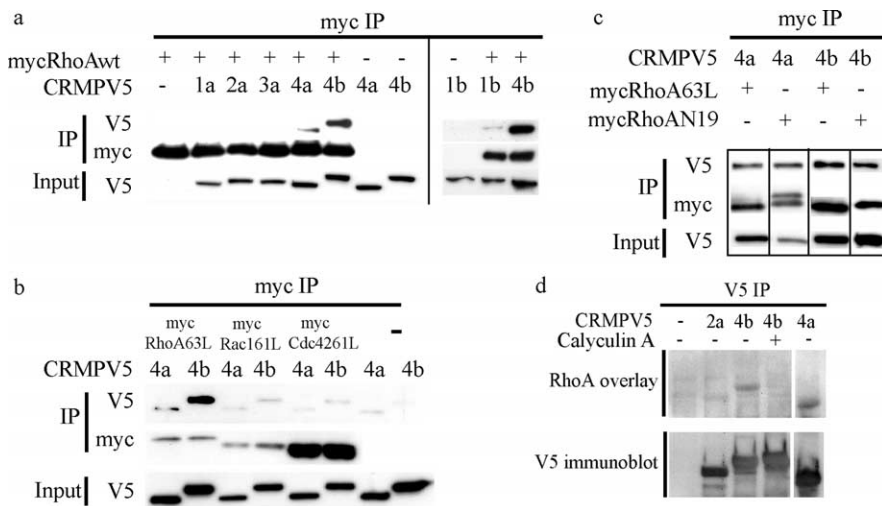 a
myc IP
mycRhoAwt + + + + + + - - - + +
CRMPV5 - 1a 2a 3a 4a 4b 4a 4b 1b 1b 4b
IP
V5
myc
Input V5
b
myc IP
myc RhoA63L
myc Rac161L
myc Cdc4261L
-
CRMPV5 4a 4b 4a 4b 4a 4b 4a 4b
IP
V5
myc
Input V5
c
myc IP
CRMPV5 4a 4a 4b 4b
mycRhoA63L + - + -
mycRhoAN19 - + - +
IP
V5
myc
Input V5
d
V5 IP
CRMPV5 - 2a 4b 4b 4a
Calyculin A - - - + -
RhoA overlay
V5 immunoblot